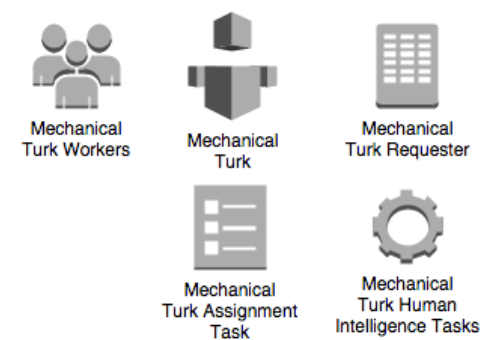 Mechanical
Turk Workers
Mechanical
Turk
Mechanical
Turk Requester
Mechanical
Turk Assignment
Task
Mechanical
Turk Human
Intelligence Tasks